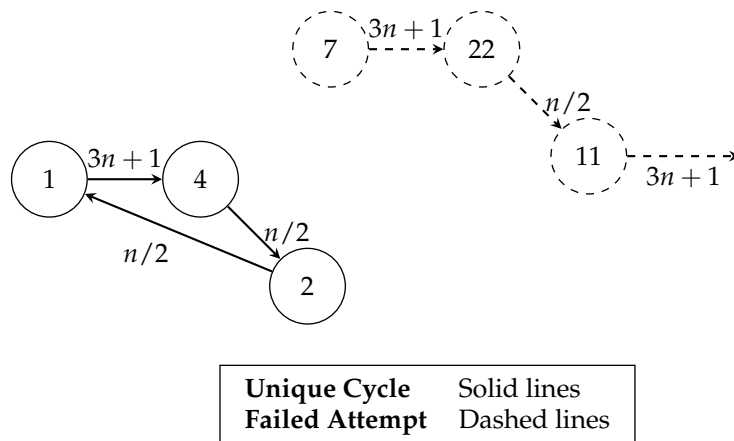 3n + 1
7
22
n/2
11
3n + 1
3n + 1
1
4
n/2
n/2
2
Unique Cycle Solid lines
Failed Attempt Dashed lines